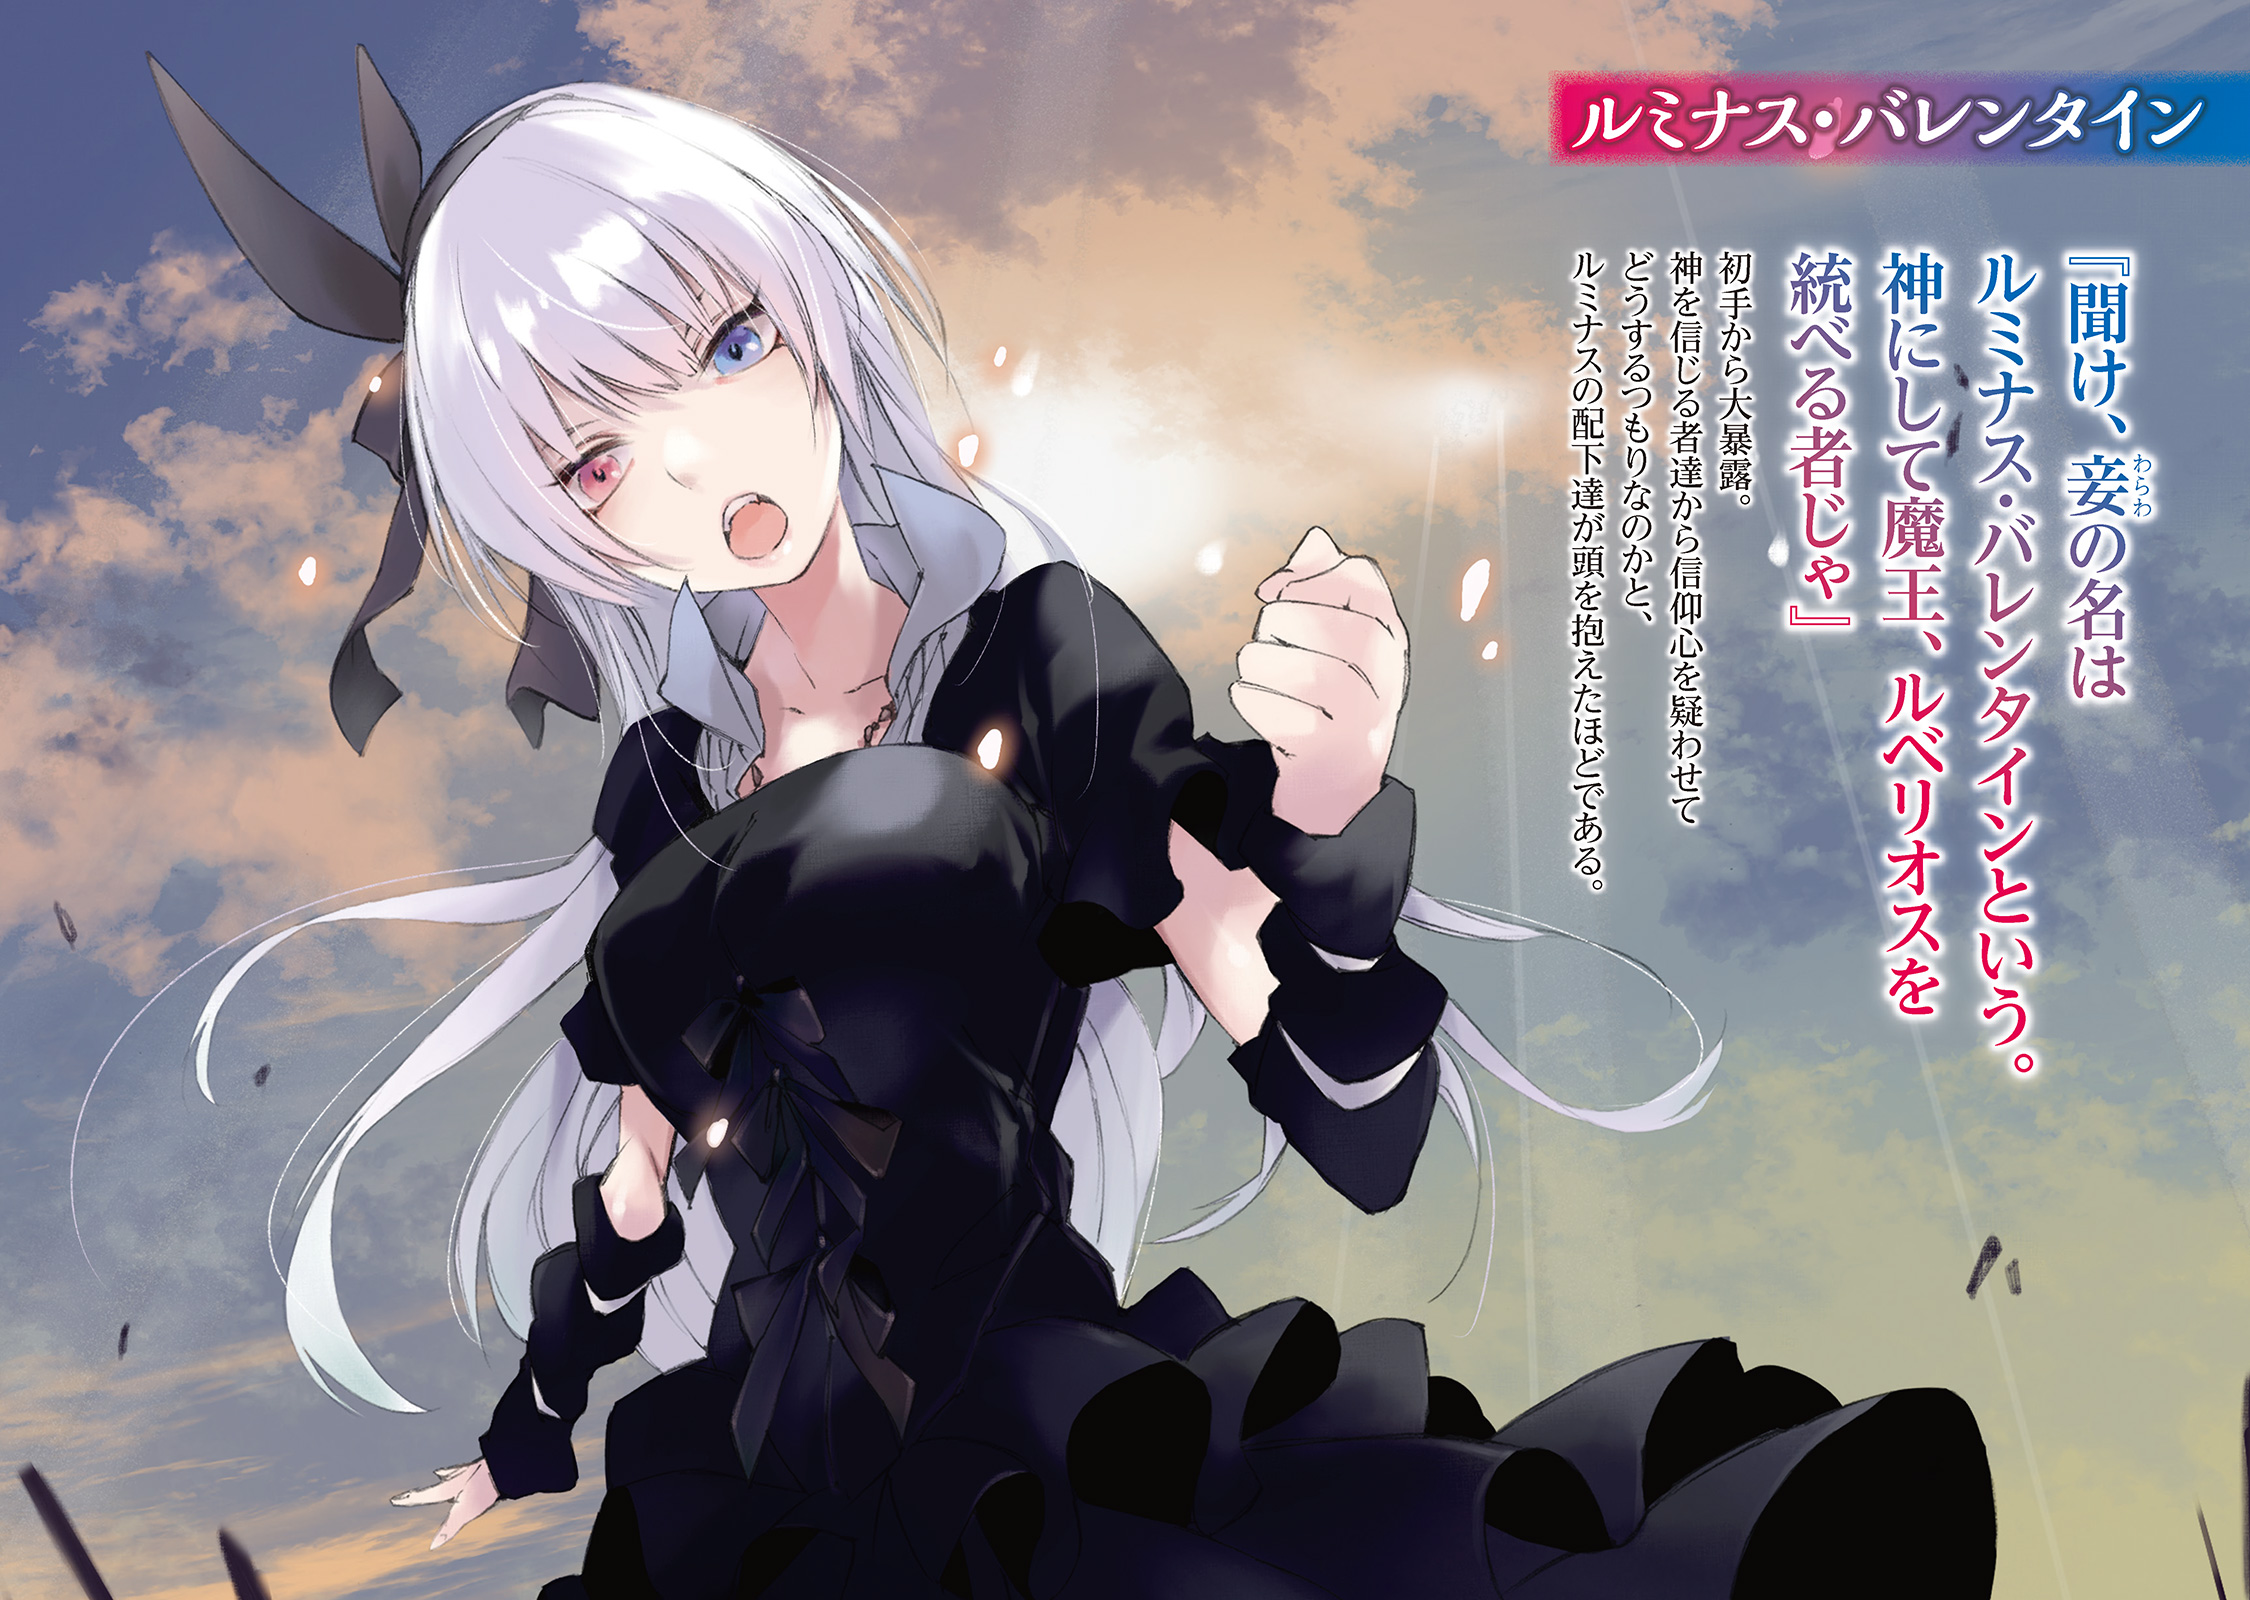 ルミナス・バレンタイン
『聞け、妾の名は
わらわ
ルミナス・バレンタインという。
神にして魔王、ルベリオスを
統べる者じゃ』
初手から大暴露。
神を信じる者達から信仰心を疑わせて
どうするつもりなのかと、
ルミナスの配下達が頭を抱えたほどである。